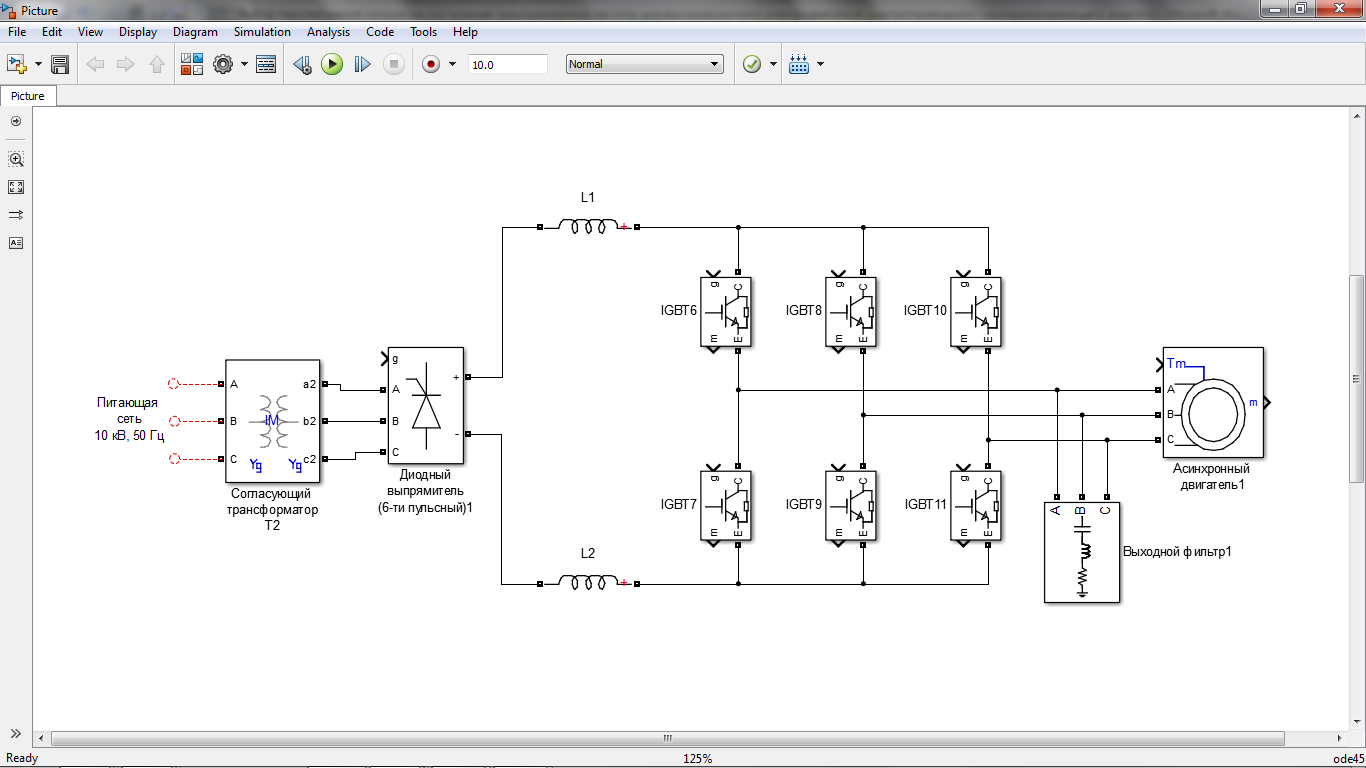 Picture
File Edit View Display Diagram Simulation Analysis Code Tools Help
10.0 Normal
Picture
L1
g C
IGBT6
m E
g C
IGBT8
m E
g C
IGBT10
m E
Питающая
сеть
10 кВ, 50 Гц
A a2
B IM b2
C Yg Yg c2
Согласующий
трансформатор
T2
g
A +
B
C -
Диодный
выпрямитель
(6-ти пульсный)1
g C
IGBT7
m E
g C
IGBT9
m E
g C
IGBT11
m E
L2
Tm
A
B m
C
Асинхронный
двигатель1
A B C
Выходной фильтр1
Ready 125% ode45